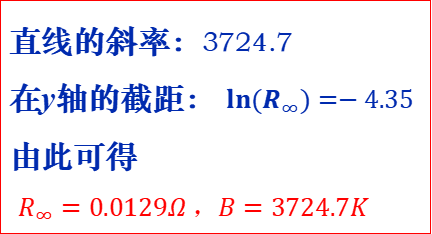 直线的斜率：3724.7
在y轴的截距： ln(R∞) =− 4.35
由此可得
R∞ = 0.0129Ω ，B = 3724.7K